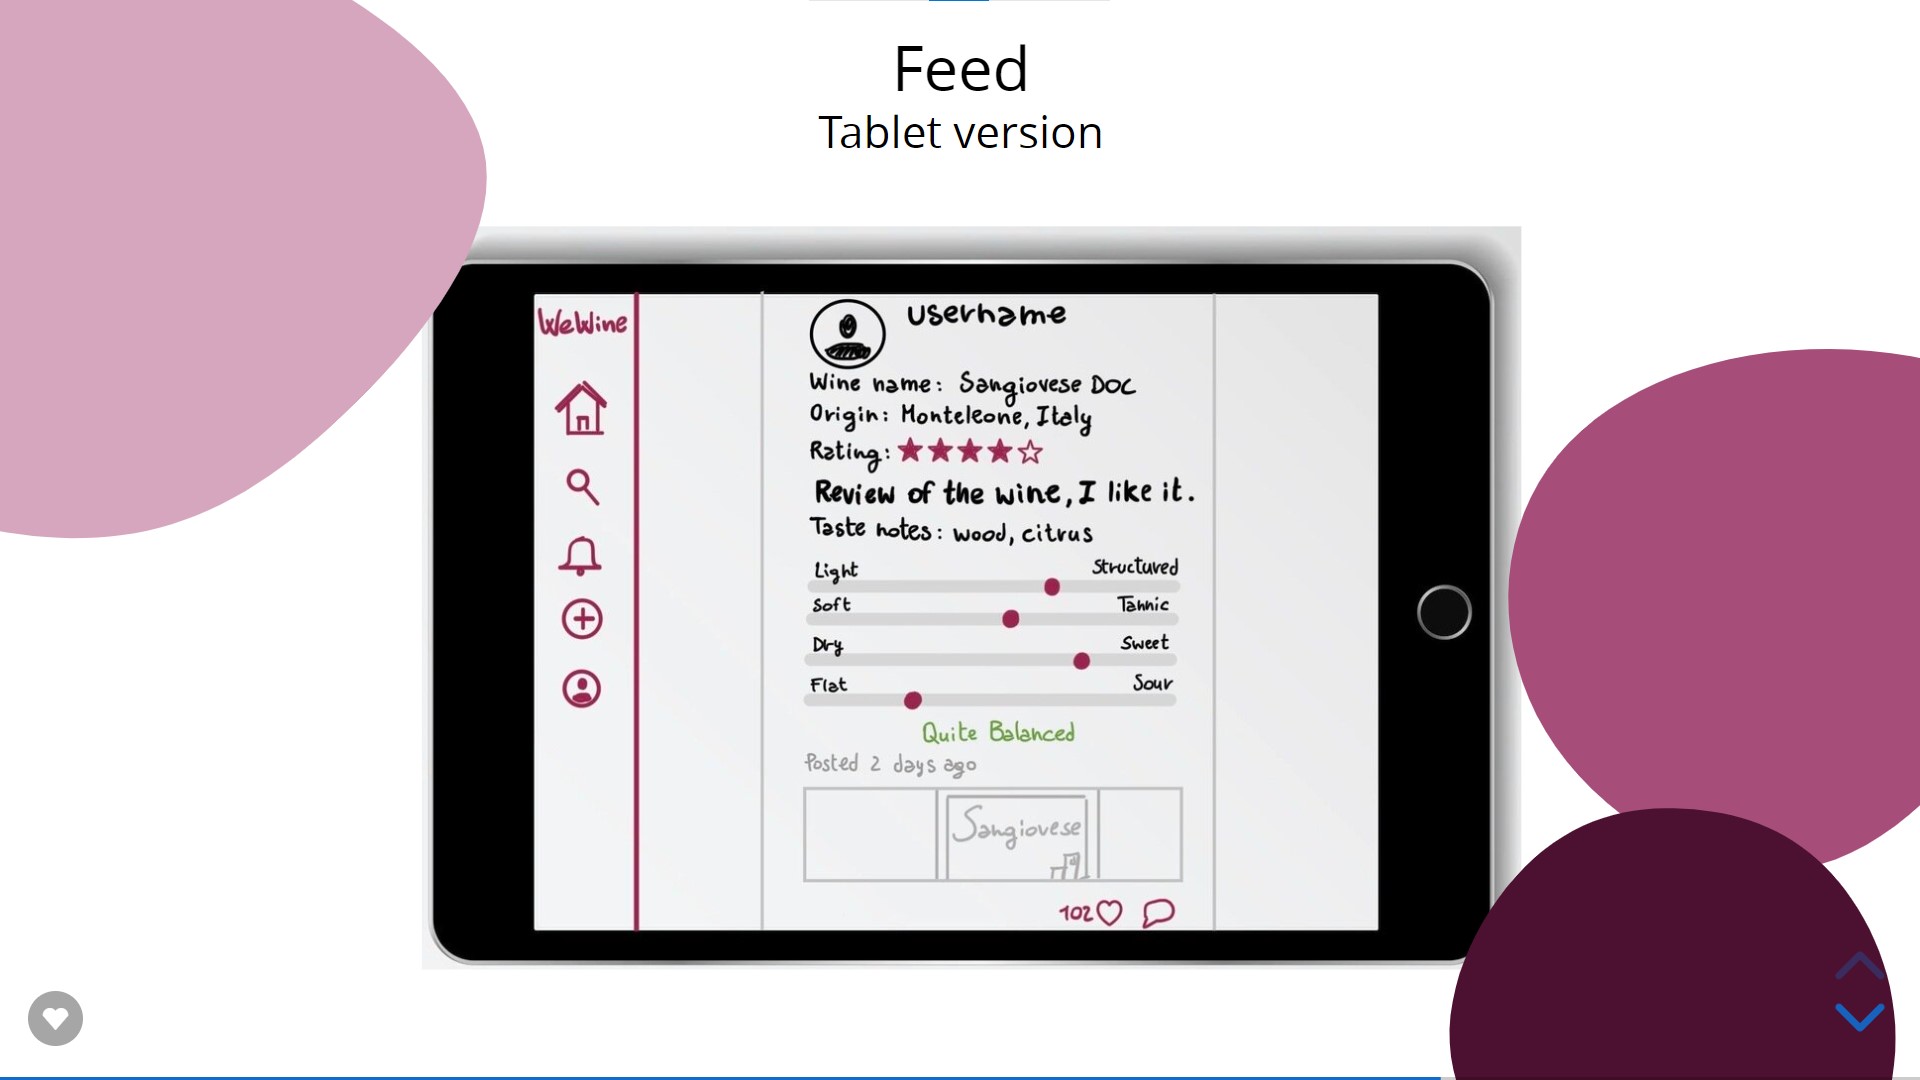 Feed
Tablet version
WeWine
username
Wine name: Sangiovese DOC
Origin: Monteleone, Italy
Rating:
Review of the wine, I like it.
Taste notes: wood, citrus
Light Structured
Soft Tannic
Dry Sweet
Flat Sour
Quite Balanced
Posted 2 days ago
Sangiovese
102